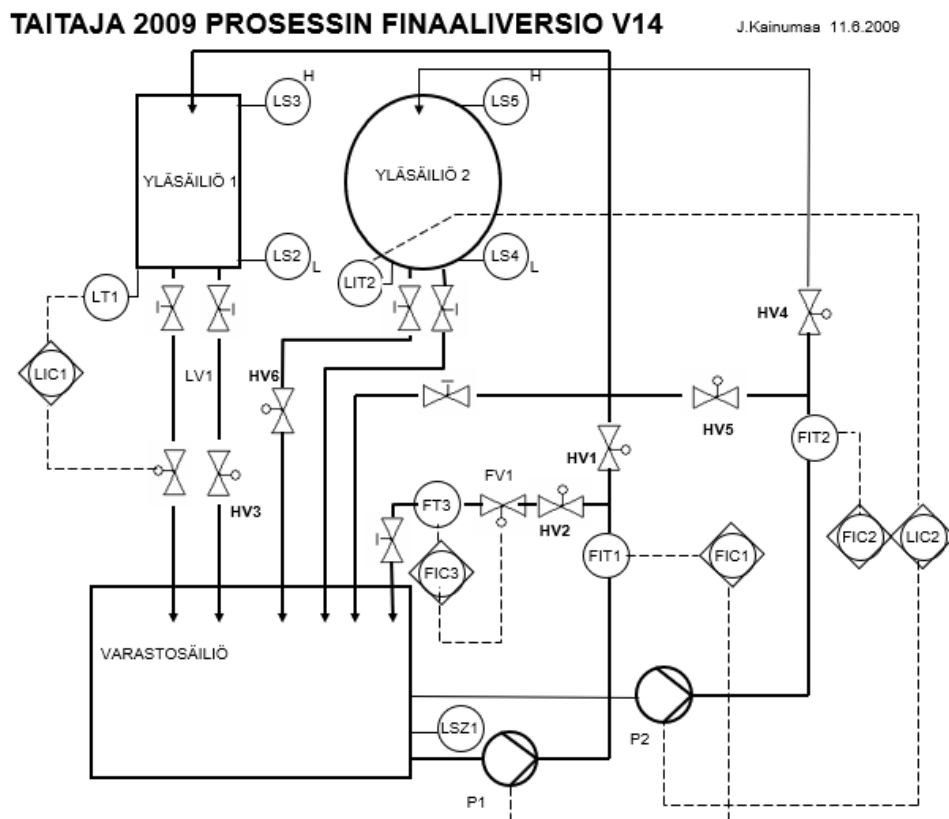 TAITAJA 2009 PROSESSIN FINAALIVERSIO V14
J.Kainumaa 11.6.2009
LS3
H
LS5
H
YLÄSÄILIÖ 1
YLÄSÄILIÖ 2
LS2
L
LS4
L
LT1
LIT2
HV4
LIC1
LV1
HV6
HV5
FIT2
HV1
FV1
HV3
FT3
HV2
FIC2
LIC2
FIT1
FIC1
FIC3
VARASTOSÄILIÖ
LSZ1
P2
P1